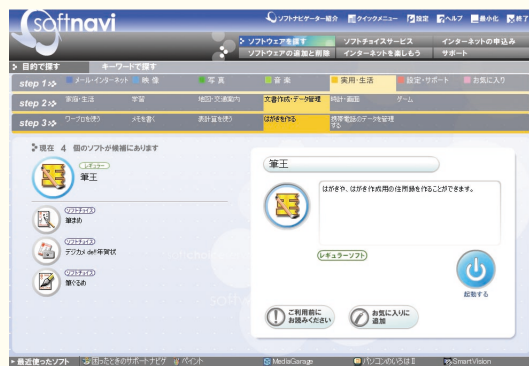 softnavi
ソフトナビゲーター紹介 クイックメニュー 設定 ヘルプ 最小化 終了
ソフトウェアを探す ソフトチョイスサービス インターネットの申込み
ソフトウェアの追加と削除 インターネットを楽しもう サポート
目的で探す キーワードで探す
step 1 メール・インターネット 映像 写真 音楽 実用・生活 設定・サポート お気に入り
step 2 家庭・生活 学習 地図・交通案内 文書作成・データ管理 時計・画面 ゲーム
step 3 ワープロを使う メモを書く 表計算を使う はがきを作る 携帯電話のデータを管理
する
現在 4 個のソフトが候補にあります
レギュラー
筆王
ソフトチョイス
筆まめ
ソフトチョイス
デジカメde!!年賀状
ソフトチョイス
筆ぐるめ
筆王
はがきや、はがき作成用の住所録を作ることができます。
レギュラーソフト
起動する
ご利用前に
お読みください
お気に入りに
追加
最近使ったソフト 困ったときのサポートナビゲ ペイント MediaGarage パソコンのいろはⅡ SmartVision